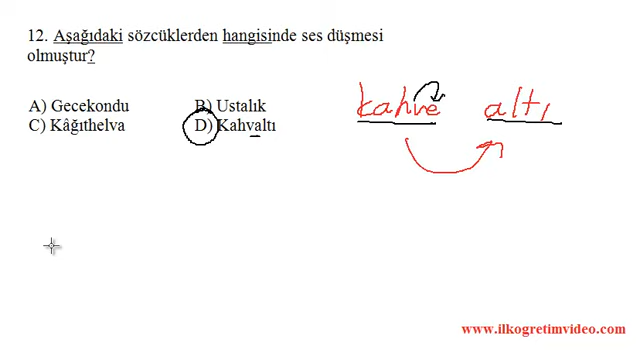 12. Aşağıdaki sözcüklerden hangisinde ses düşmesi
olmuştur?
A) Gecekondu B) Ustalık
C) Kâğıthelva D) Kahvaltı
kahve altı
www.ilkogretimvideo.com